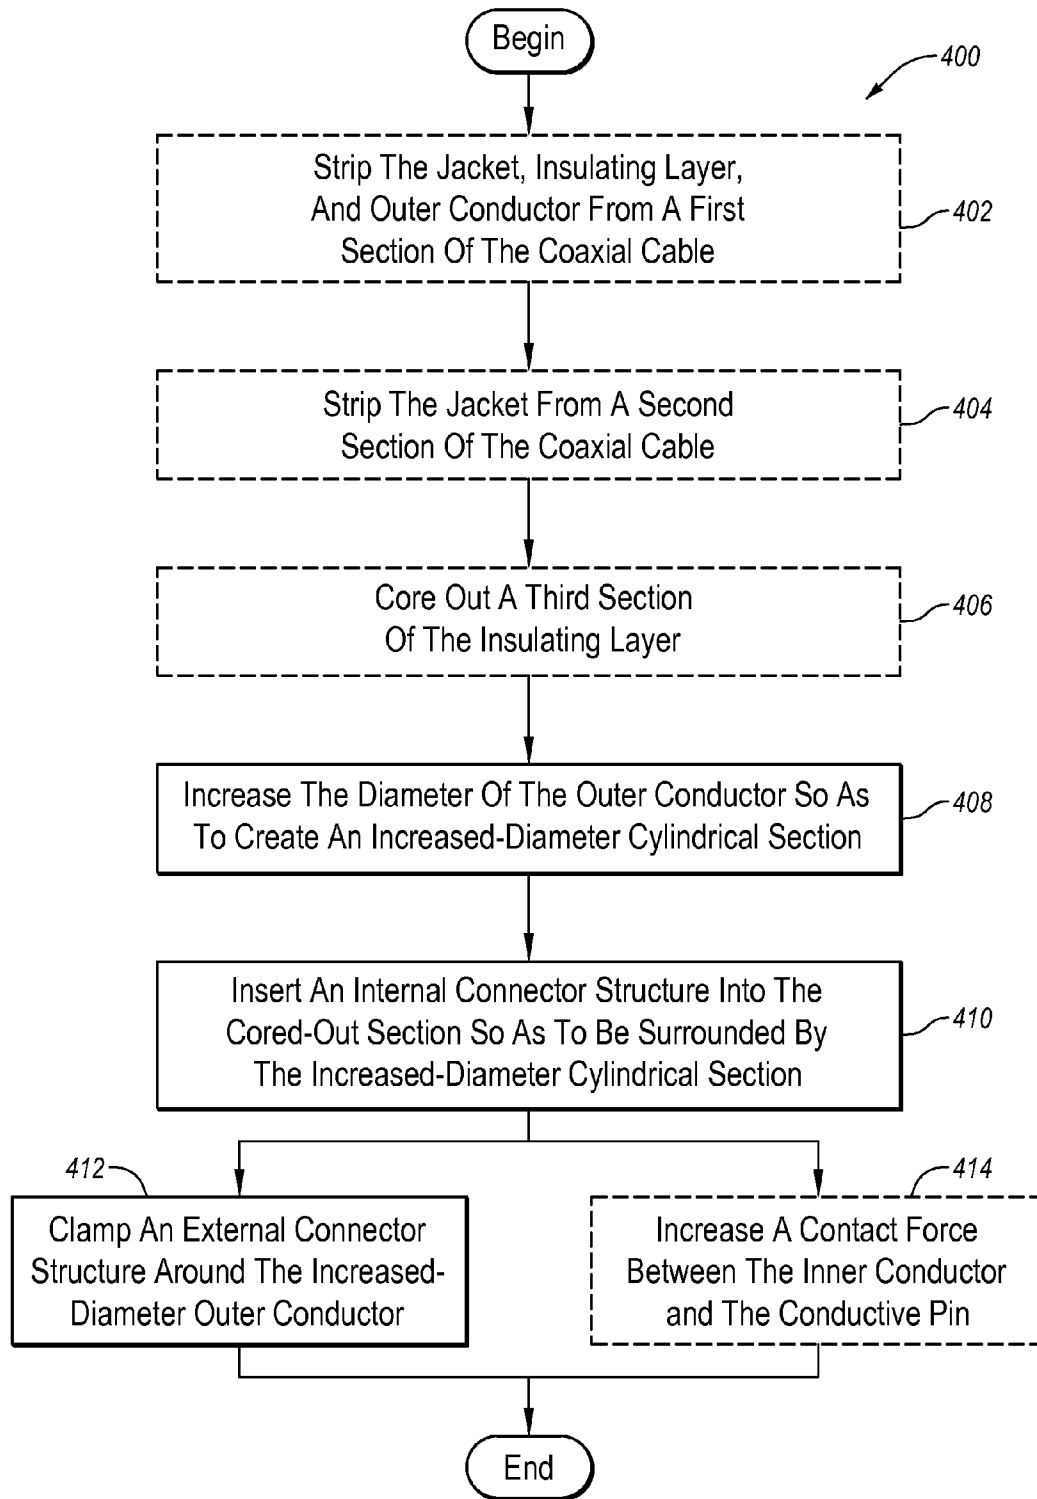 Begin
400
Strip The Jacket, Insulating Layer,
And Outer Conductor From A First
Section Of The Coaxial Cable
402
Strip The Jacket From A Second
Section Of The Coaxial Cable
404
Core Out A Third Section
Of The Insulating Layer
406
Increase The Diameter Of The Outer Conductor So As
To Create An Increased-Diameter Cylindrical Section
408
Insert An Internal Connector Structure Into The
Cored-Out Section So As To Be Surrounded By
The Increased-Diameter Cylindrical Section
410
412
Clamp An External Connector
Structure Around The Increased-
Diameter Outer Conductor
414
Increase A Contact Force
Between The Inner Conductor
and The Conductive Pin
End